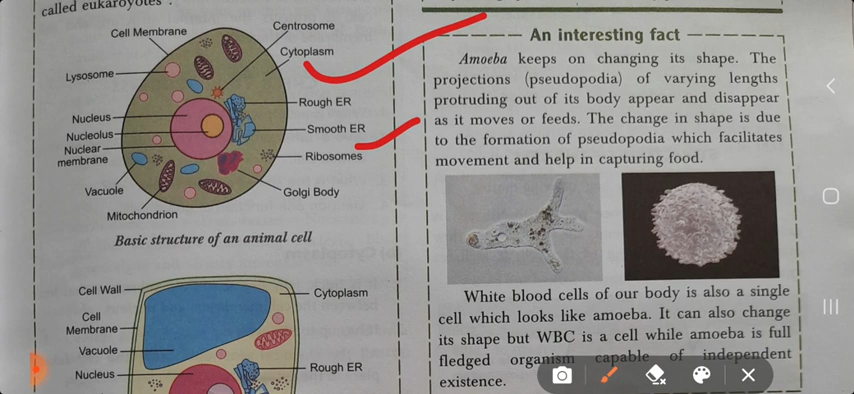 called eukaryotes .
Cell Membrane
Centrosome
Cytoplasm
Lysosome
Rough ER
Nucleus
Smooth ER
Nucleolus
Nuclear
membrane
Ribosomes
Vacuole
Golgi Body
Mitochondrion
Basic structure of an animal cell
Cell Wall
Cytoplasm
Cell
Membrane
Vacuole
Rough ER
Nucleus
An interesting fact
Amoeba keeps on changing its shape. The
projections (pseudopodia) of varying lengths
protruding out of its body appear and disappear
as it moves or feeds. The change in shape is due
to the formation of pseudopodia which facilitates
movement and help in capturing food.
White blood cells of our body is also a single
cell which looks like amoeba. It can also change
its shape but WBC is a cell while amoeba is full
fledged organism capable of independent
existence.